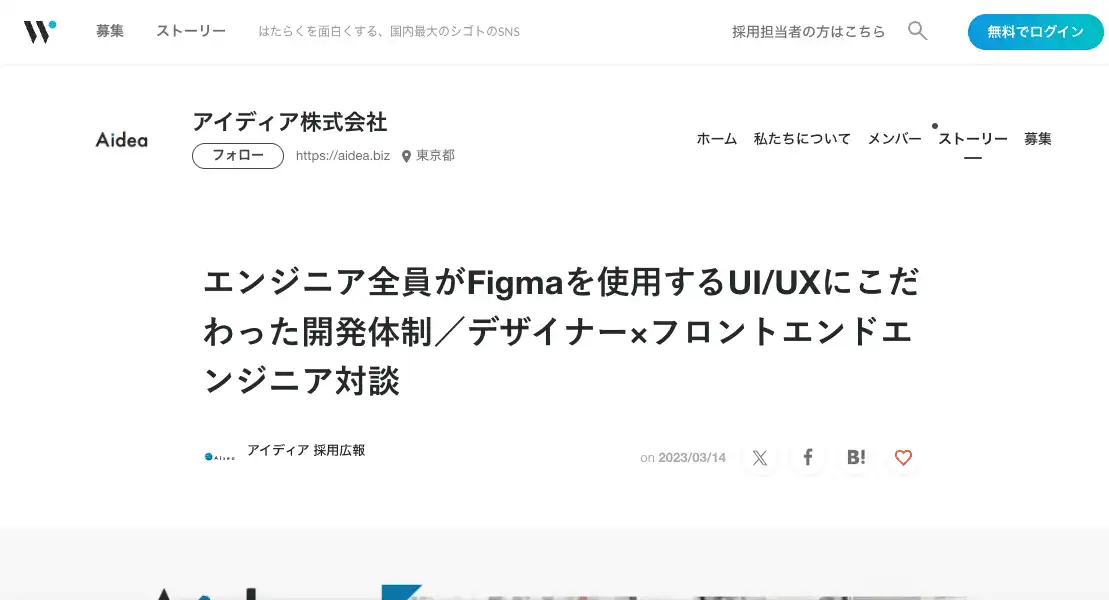 募集 ストーリー はたらくを面白くする、国内最大のシゴトのSNS 採用担当者の方はこちら 無料でログイン
Aidea
アイディア株式会社
フォロー https://aidea.biz 東京都
ホーム 私たちについて メンバー ストーリー 募集
エンジニア全員がFigmaを使用するUI/UXにこだ
わった開発体制／デザイナー×フロントエンドエ
ンジニア対談
Aidea アイディア 採用広報
on 2023/03/14 B!